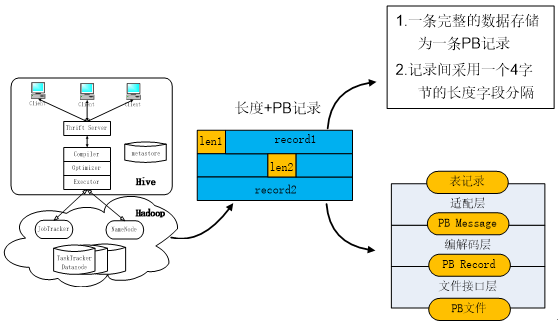 Client
Client
Client
Thrift Server
Compiler
Optimizer
Executor
metastore
Hive
Hadoop
JobTracker
NameNode
TaskTracker
Datanode
长度+PB记录
len1
record1
len2
record2
1.一条完整的数据存储
为一条PB记录
2.记录间采用一个4字
节的长度字段分隔
表记录
适配层
PB Message
编解码层
PB Record
文件接口层
PB文件